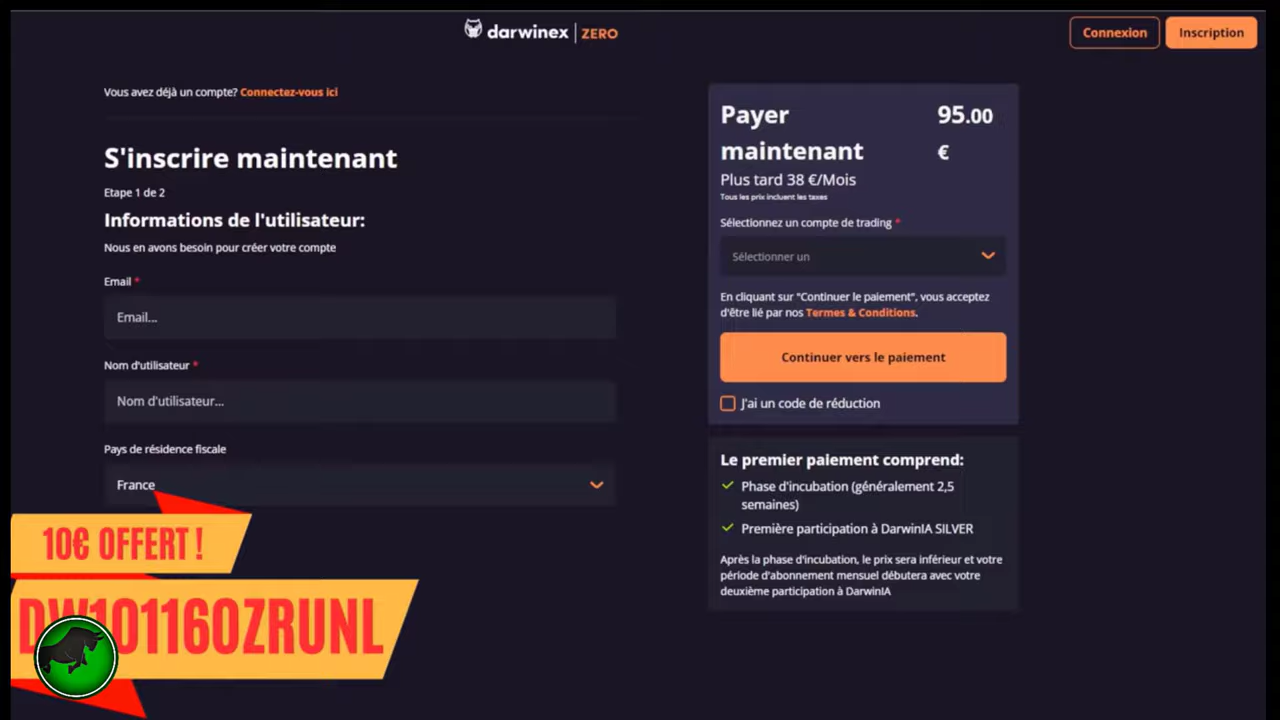 darwinex | ZERO
Connexion
Inscription
Vous avez déjà un compte? Connectez-vous ici
S'inscrire maintenant
Etape 1 de 2
Informations de l'utilisateur:
Nous en avons besoin pour créer votre compte
Email *
Email...
Nom d'utilisateur *
Nom d'utilisateur...
Pays de résidence fiscale
France
10€ OFFERT !
DW101160ZRUNL
Payer 95.00
maintenant €
Plus tard 38 €/Mois
Tous les prix incluent les taxes
Sélectionnez un compte de trading *
Sélectionner un
En cliquant sur "Continuer le paiement", vous acceptez
d'être lié par nos Termes & Conditions.
Continuer vers le paiement
J'ai un code de réduction
Le premier paiement comprend:
Phase d'incubation (généralement 2,5
semaines)
Première participation à DarwinIA SILVER
Après la phase d'incubation, le prix sera inférieur et votre
période d'abonnement mensuel débutera avec votre
deuxième participation à DarwinIA